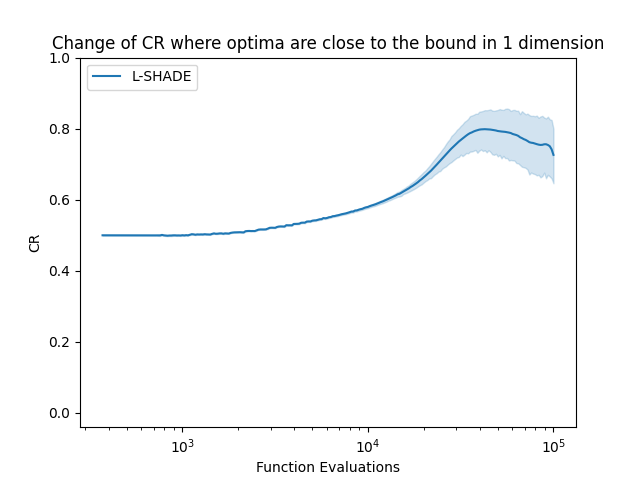 Change of CR where optima are close to the bound in 1 dimension
L-SHADE
1.0
0.8
0.6
0.4
0.2
0.0
CR
10³
10⁴
10⁵
Function Evaluations